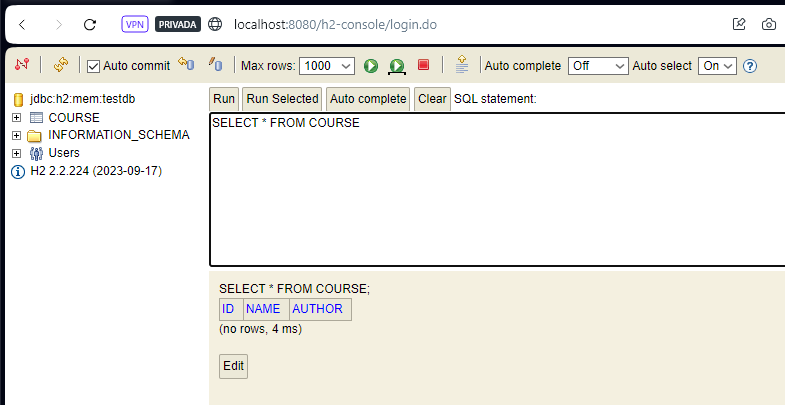 VPN PRIVADA localhost:8080/h2-console/login.do
Auto commit Max rows: 1000 Auto complete Off Auto select On ?
jdbc:h2:mem:testdb
COURSE
INFORMATION_SCHEMA
Users
H2 2.2.224 (2023-09-17)
Run Run Selected Auto complete Clear SQL statement:
SELECT * FROM COURSE
SELECT * FROM COURSE;
ID NAME AUTHOR
(no rows, 4 ms)
Edit